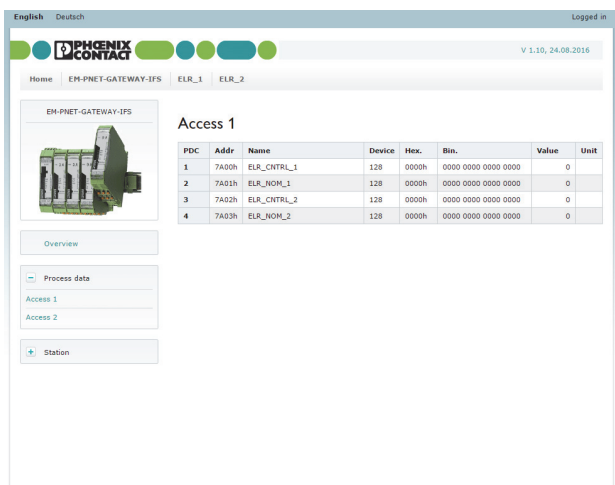 English Deutsch Logged in
PHŒNIX
CONTACT
V 1.10, 24.08.2016
Home EM-PNET-GATEWAY-IFS ELR_1 ELR_2
EM-PNET-GATEWAY-IFS
Access 1
PDC Addr Name Device Hex. Bin. Value Unit
1 7A00h ELR_CNTRL_1 128 0000h 0000 0000 0000 0000 0
2 7A01h ELR_NOM_1 128 0000h 0000 0000 0000 0000 0
3 7A02h ELR_CNTRL_2 128 0000h 0000 0000 0000 0000 0
4 7A03h ELR_NOM_2 128 0000h 0000 0000 0000 0000 0
Overview
Process data
Access 1
Access 2
Station